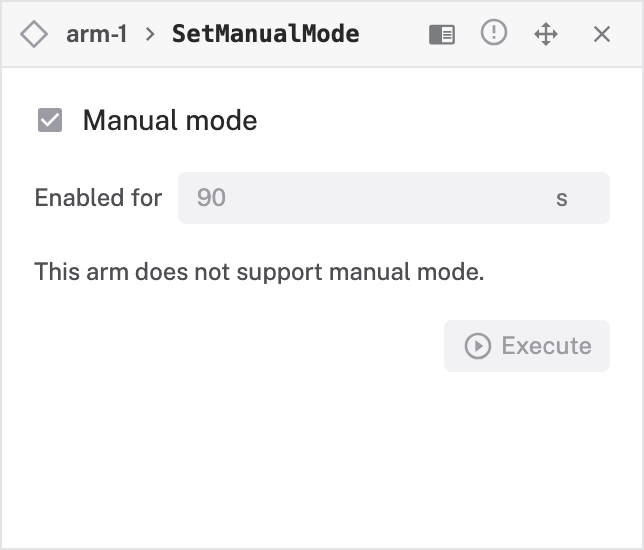 arm-1 > SetManualMode
Manual mode
Enabled for 90 s
This arm does not support manual mode.
Execute